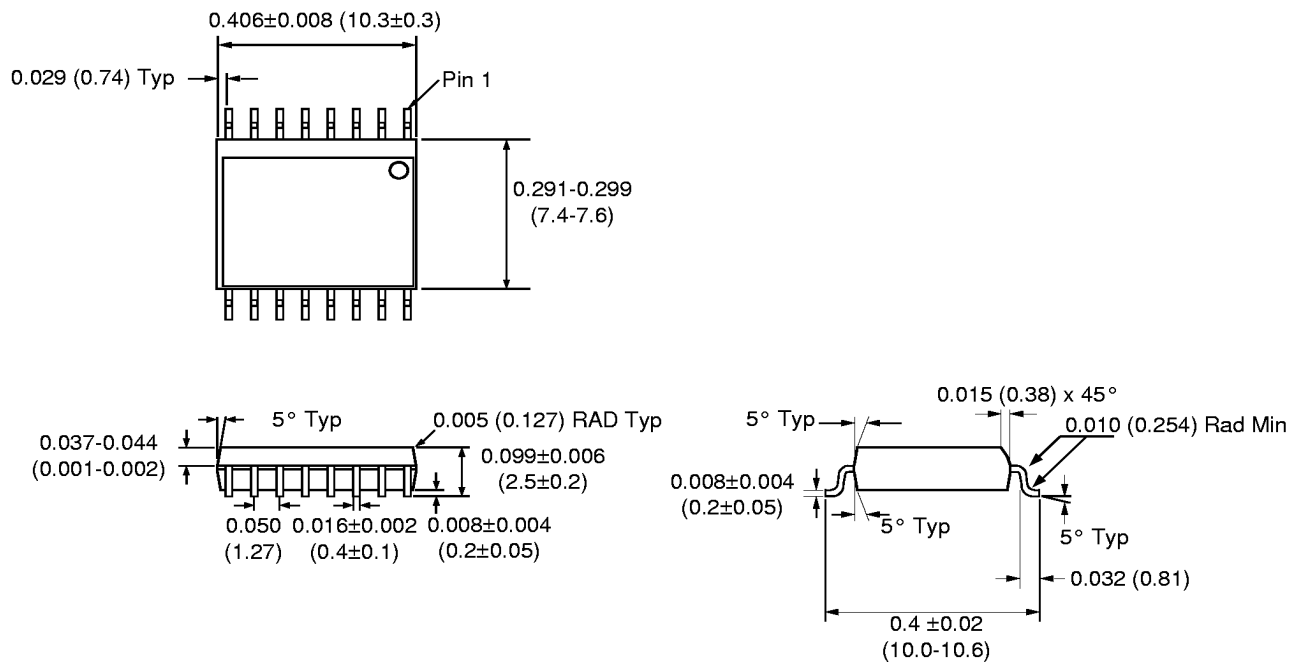 0.406±0.008 (10.3±0.3)
0.029 (0.74) Typ
Pin 1
0.291-0.299
(7.4-7.6)
5° Typ
0.005 (0.127) RAD Typ
0.037-0.044
(0.001-0.002)
0.099±0.006
(2.5±0.2)
0.050
(1.27)
0.016±0.002
(0.4±0.1)
0.008±0.004
(0.2±0.05)
0.015 (0.38) x 45°
5° Typ
0.010 (0.254) Rad Min
0.008±0.004
(0.2±0.05)
5° Typ
5° Typ
0.032 (0.81)
0.4 ±0.02
(10.0-10.6)